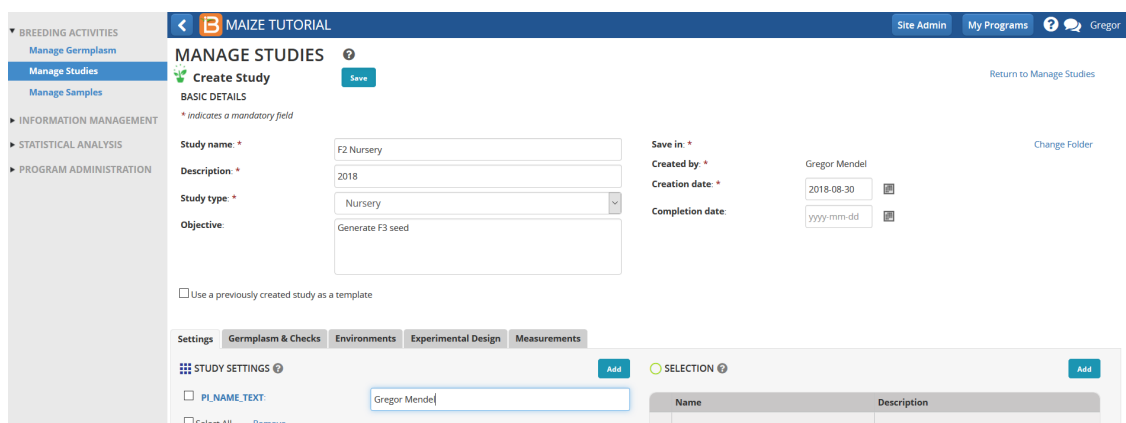 BREEDING ACTIVITIES
Manage Germplasm
Manage Studies
Manage Samples
INFORMATION MANAGEMENT
STATISTICAL ANALYSIS
PROGRAM ADMINISTRATION
MAIZE TUTORIAL
Site Admin
My Programs
? Gregor
MANAGE STUDIES ?
Create Study
Save
Return to Manage Studies
BASIC DETAILS
* indicates a mandatory field
Study name: * F2 Nursery
Description: * 2018
Study type: * Nursery
Objective: Generate F3 seed
Save in: * Change Folder
Created by: * Gregor Mendel
Creation date: * 2018-08-30
Completion date: yyyy-mm-dd
Use a previously created study as a template
Settings Germplasm & Checks Environments Experimental Design Measurements
STUDY SETTINGS ? Add
PI_NAME_TEXT: Gregor Mendel
Select All Remove
SELECTION ? Add
Name Description